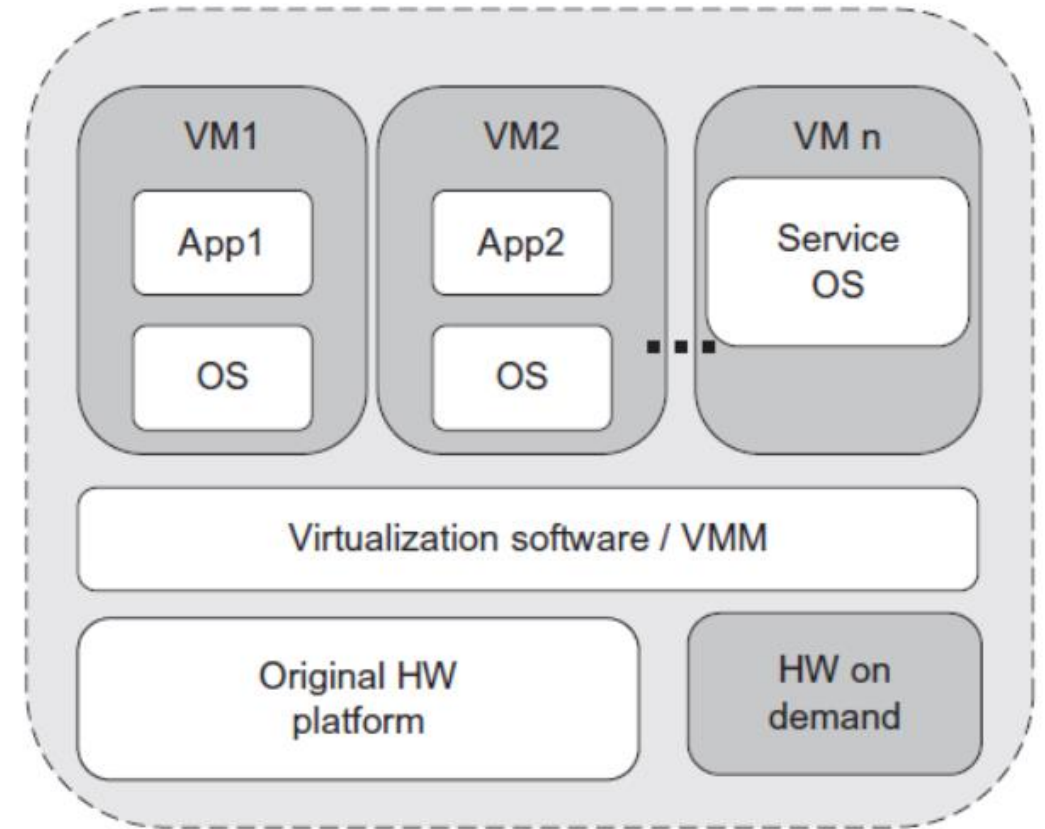 VM1
App1
OS
VM2
App2
OS
VM n
Service
OS
Virtualization software / VMM
Original HW
platform
HW on
demand